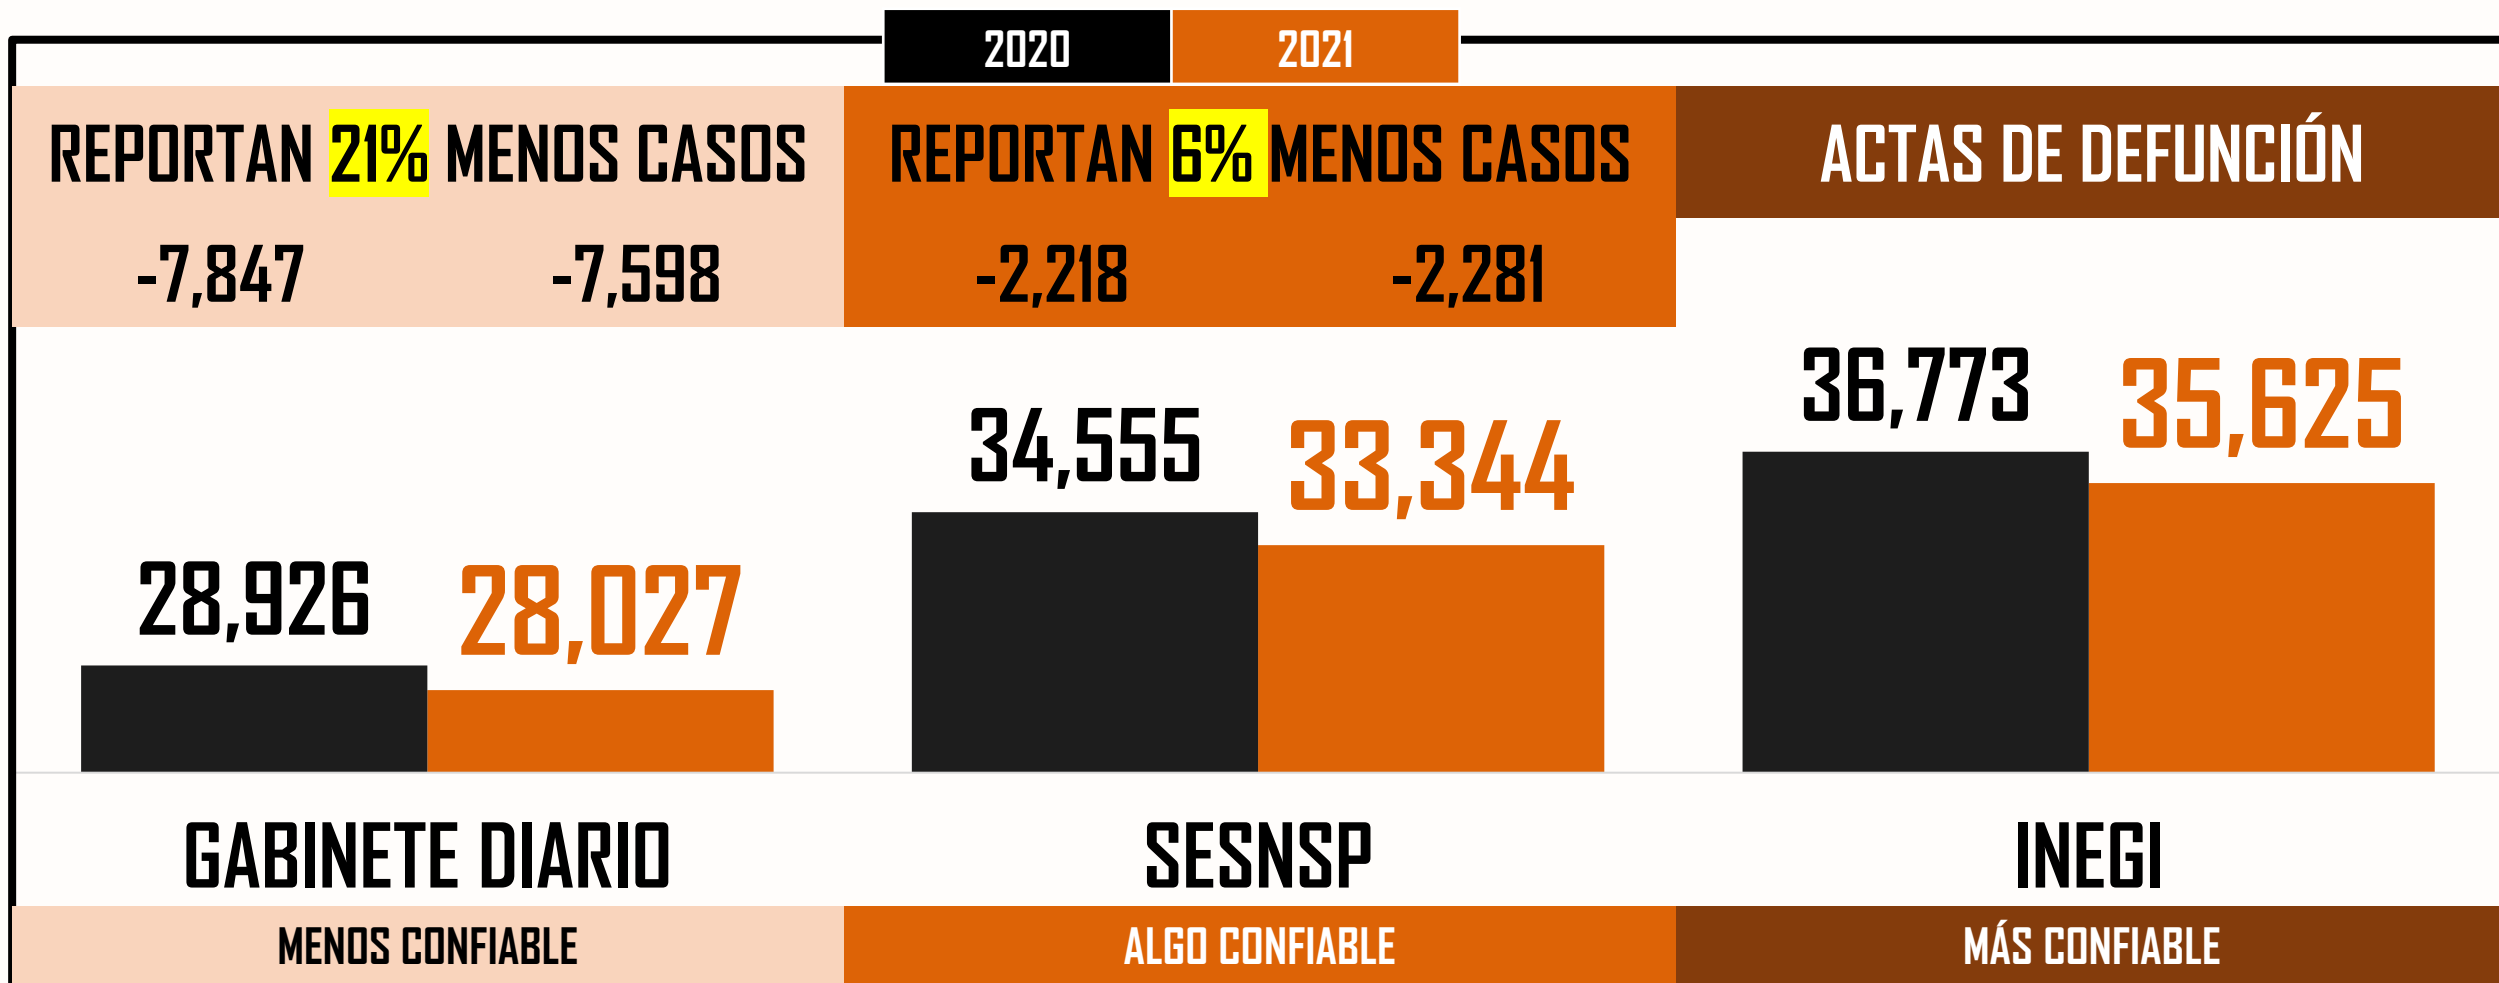 2020 2021
REPORTAN 21% MENOS CASOS REPORTAN 6% MENOS CASOS ACTAS DE DEFUNCIÓN
-7,847 -7,598 -2,218 -2,281
36,773 35,625
34,555 33,344
28,926 28,027
GABINETE DIARIO SESNSP INEGI
MENOS CONFIABLE ALGO CONFIABLE MÁS CONFIABLE